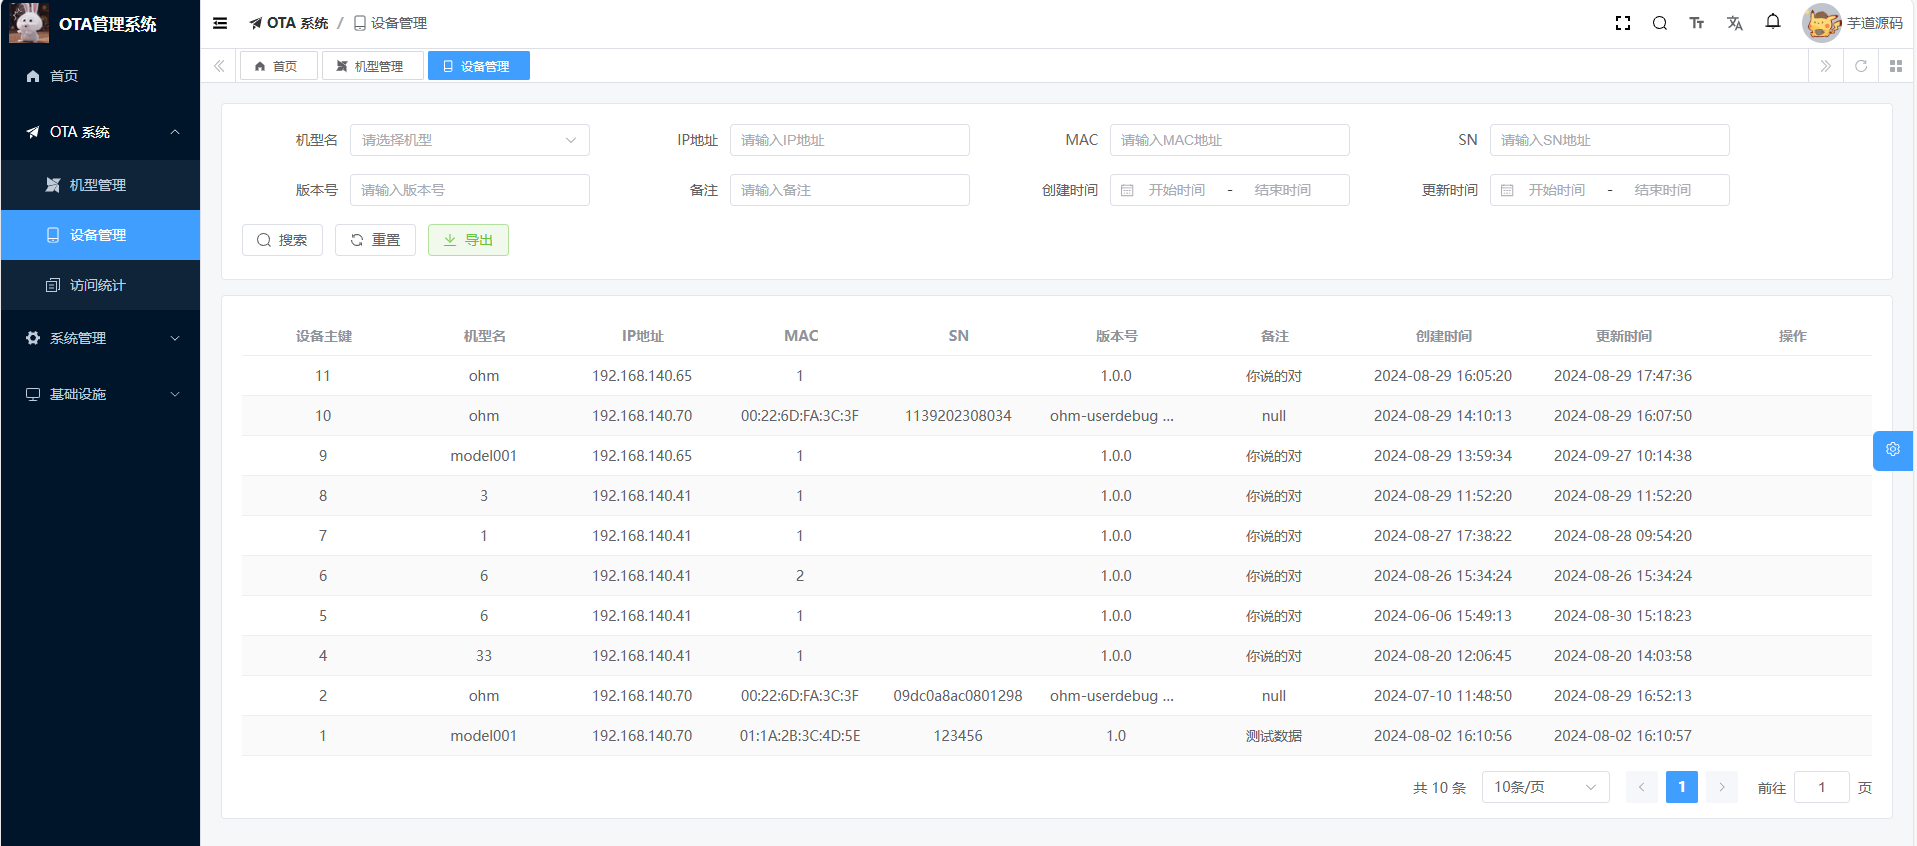 OTA管理系统
首页
OTA 系统
机型管理
设备管理
访问统计
系统管理
基础设施
OTA 系统 / 设备管理
芋道源码
首页 机型管理 设备管理
机型名 请选择机型 IP地址 请输入IP地址 MAC 请输入MAC地址 SN 请输入SN地址
版本号 请输入版本号 备注 请输入备注 创建时间 开始时间 - 结束时间 更新时间 开始时间 - 结束时间
搜索 重置 导出
设备主键 机型名 IP地址 MAC SN 版本号 备注 创建时间 更新时间 操作
11 ohm 192.168.140.65 1 1.0.0 你说的对 2024-08-29 16:05:20 2024-08-29 17:47:36
10 ohm 192.168.140.70 00:22:6D:FA:3C:3F 1139202308034 ohm-userdebug ... null 2024-08-29 14:10:13 2024-08-29 16:07:50
9 model001 192.168.140.65 1 1.0.0 你说的对 2024-08-29 13:59:34 2024-09-27 10:14:38
8 3 192.168.140.41 1 1.0.0 你说的对 2024-08-29 11:52:20 2024-08-29 11:52:20
7 1 192.168.140.41 1 1.0.0 你说的对 2024-08-27 17:38:22 2024-08-28 09:54:20
6 6 192.168.140.41 2 1.0.0 你说的对 2024-08-26 15:34:24 2024-08-26 15:34:24
5 6 192.168.140.41 1 1.0.0 你说的对 2024-06-06 15:49:13 2024-08-30 15:18:23
4 33 192.168.140.41 1 1.0.0 你说的对 2024-08-20 12:06:45 2024-08-20 14:03:58
2 ohm 192.168.140.70 00:22:6D:FA:3C:3F 09dc0a8ac0801298 ohm-userdebug ... null 2024-07-10 11:48:50 2024-08-29 16:52:13
1 model001 192.168.140.70 01:1A:2B:3C:4D:5E 123456 1.0 测试数据 2024-08-02 16:10:56 2024-08-02 16:10:57
共 10 条 10条/页 1 前往 1 页